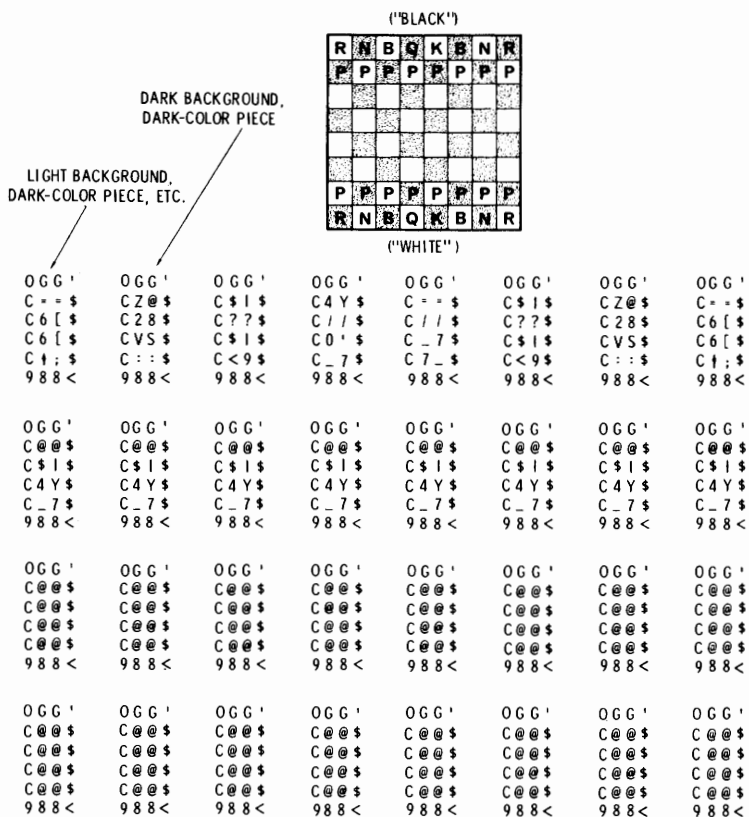 ("BLACK")
R N B Q K B N R
P P P P P P P P
DARK BACKGROUND,
DARK-COLOR PIECE
LIGHT BACKGROUND,
DARK-COLOR PIECE, ETC.
P P P P P P P P
R N B Q K B N R
("WHITE")
OGG' OGG' OGG' OGG' OGG' OGG' OGG' OGG'
C==$ CZ@$ C$I$ C4Y$ C==$ C$I$ CZ@$ C==$
C6[$ C28$ C??$ C//$ C//$ C??$ C28$ C6[$
C6[$ CVS$ C$I$ CO'$ C_7$ C$I$ CVS$ C6[$
C†;$ C::$ C<9$ C_7$ C7_$ C<9$ C::$ C†;$
988< 988< 988< 988< 988< 988< 988< 988<
OGG' OGG' OGG' OGG' OGG' OGG' OGG' OGG'
C@@$ C@@$ C@@$ C@@$ C@@$ C@@$ C@@$ C@@$
C$I$ C$I$ C$I$ C$I$ C$I$ C$I$ C$I$ C$I$
C4Y$ C4Y$ C4Y$ C4Y$ C4Y$ C4Y$ C4Y$ C4Y$
C_7$ C_7$ C_7$ C_7$ C_7$ C_7$ C_7$ C_7$
988< 988< 988< 988< 988< 988< 988< 988<
OGG' OGG' OGG' OGG' OGG' OGG' OGG' OGG'
C@@$ C@@$ C@@$ C@@$ C@@$ C@@$ C@@$ C@@$
C@@$ C@@$ C@@$ C@@$ C@@$ C@@$ C@@$ C@@$
C@@$ C@@$ C@@$ C@@$ C@@$ C@@$ C@@$ C@@$
C@@$ C@@$ C@@$ C@@$ C@@$ C@@$ C@@$ C@@$
988< 988< 988< 988< 988< 988< 988< 988<
OGG' OGG' OGG' OGG' OGG' OGG' OGG' OGG'
C@@$ C@@$ C@@$ C@@$ C@@$ C@@$ C@@$ C@@$
C@@$ C@@$ C@@$ C@@$ C@@$ C@@$ C@@$ C@@$
C@@$ C@@$ C@@$ C@@$ C@@$ C@@$ C@@$ C@@$
C@@$ C@@$ C@@$ C@@$ C@@$ C@@$ C@@$ C@@$
988< 988< 988< 988< 988< 988< 988< 988<